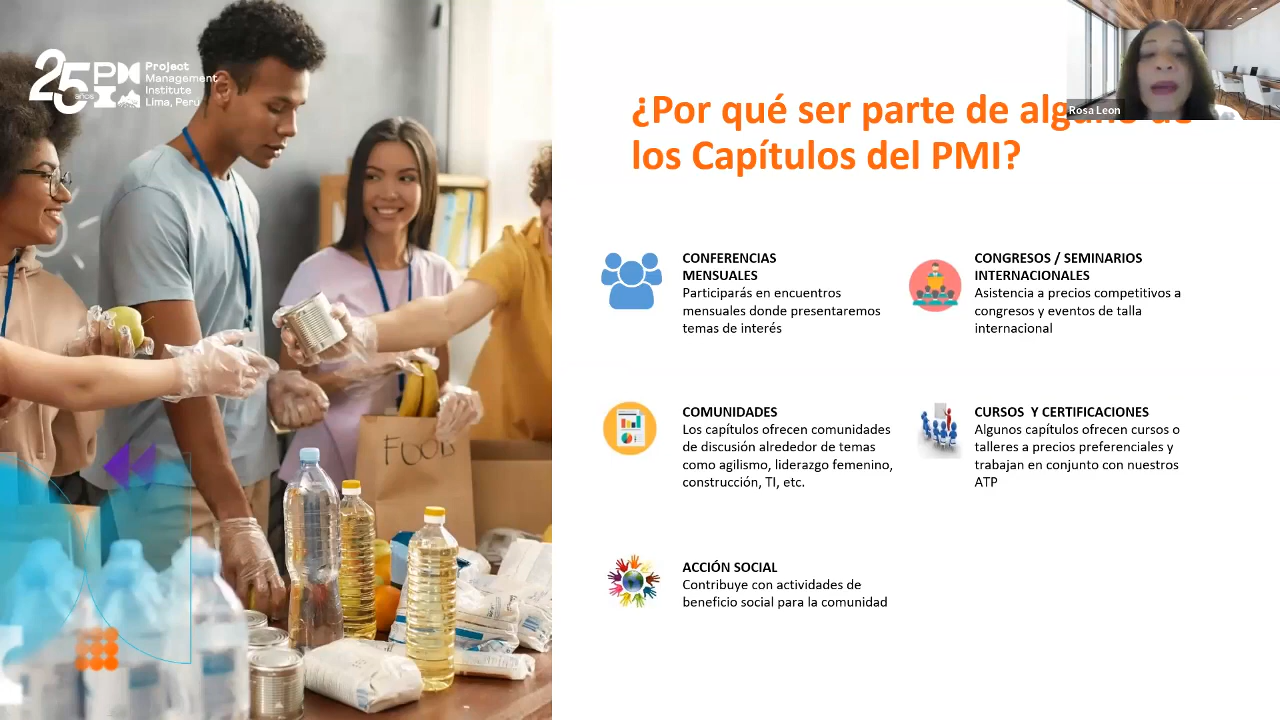 25 años
PMI
Project
Management
Institute
Lima, Perú
Rosa Leon
¿Por qué ser parte de alguno de
los Capítulos del PMI?
CONFERENCIAS
MENSUALES
Participarás en encuentros
mensuales donde presentaremos
temas de interés
CONGRESOS / SEMINARIOS
INTERNACIONALES
Asistencia a precios competitivos a
congresos y eventos de talla
internacional
COMUNIDADES
Los capítulos ofrecen comunidades
de discusión alrededor de temas
como agilismo, liderazgo femenino,
construcción, TI, etc.
CURSOS Y CERTIFICACIONES
Algunos capítulos ofrecen cursos o
talleres a precios preferenciales y
trabajan en conjunto con nuestros
ATP
ACCIÓN SOCIAL
Contribuye con actividades de
beneficio social para la comunidad
FOOD